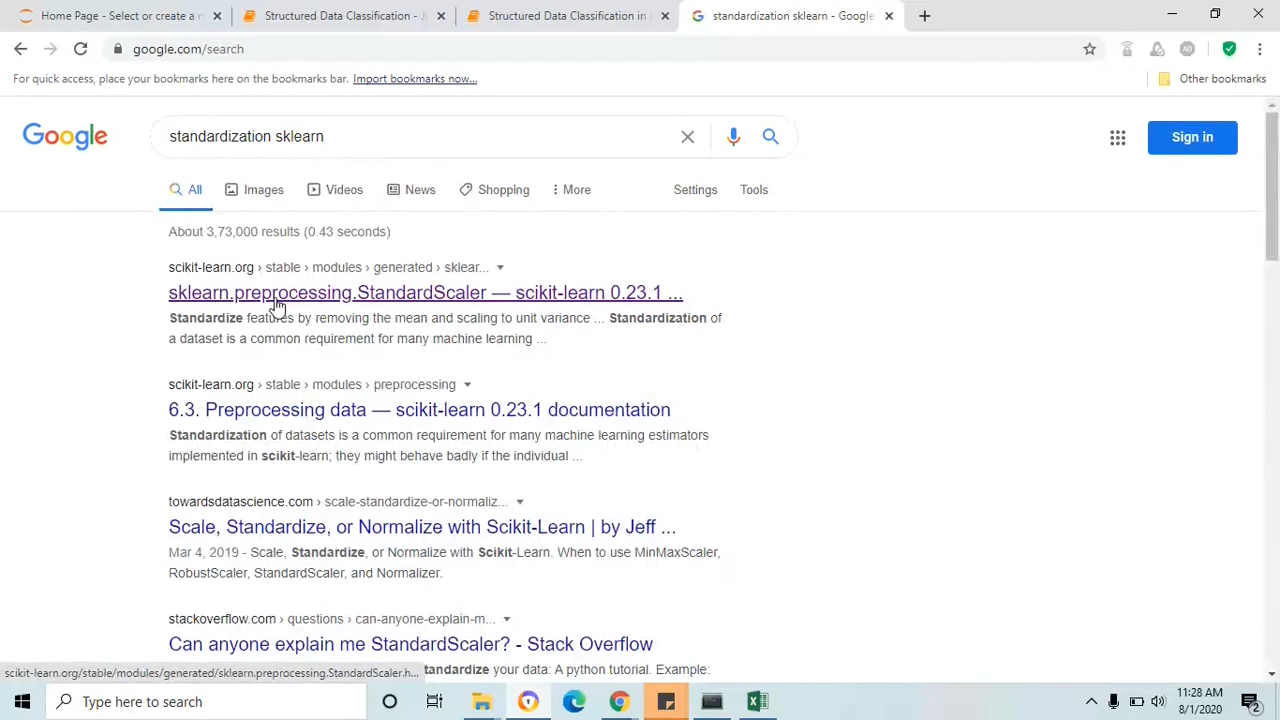 Home Page - Select or create a n
Structured Data Classification - J
Structured Data Classification in J
standardization sklearn - Google
google.com/search
For quick access, place your bookmarks here on the bookmarks bar. Import bookmarks now...
Other bookmarks
Google
standardization sklearn
Sign in
All
Images
Videos
News
Shopping
More
Settings
Tools
About 3,73,000 results (0.43 seconds)
scikit-learn.org › stable › modules › generated › sklear...
sklearn.preprocessing.StandardScaler — scikit-learn 0.23.1 ...
Standardize features by removing the mean and scaling to unit variance ... Standardization of
a dataset is a common requirement for many machine learning ...
scikit-learn.org › stable › modules › preprocessing
6.3. Preprocessing data — scikit-learn 0.23.1 documentation
Standardization of datasets is a common requirement for many machine learning estimators
implemented in scikit-learn; they might behave badly if the individual ...
towardsdatascience.com › scale-standardize-or-normaliz...
Scale, Standardize, or Normalize with Scikit-Learn | by Jeff ...
Mar 4, 2019 - Scale, Standardize, or Normalize with Scikit-Learn. When to use MinMaxScaler,
RobustScaler, StandardScaler, and Normalizer.
stackoverflow.com › questions › can-anyone-explain-m...
Can anyone explain me StandardScaler? - Stack Overflow
tandardize your data: A python tutorial. Example:
scikit-learn.org/stable/modules/generated/sklearn.preprocessing.StandardScaler.h...
Type here to search
11:28 AM
8/1/2020
2